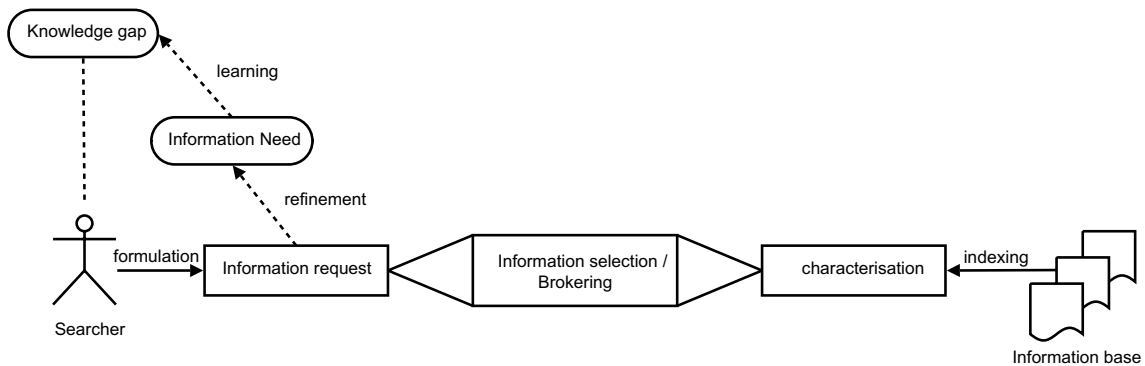 Knowledge gap
learning
Information Need
refinement
formulation
Information request
Information selection /
Brokering
characterisation
indexing
Searcher
Information base